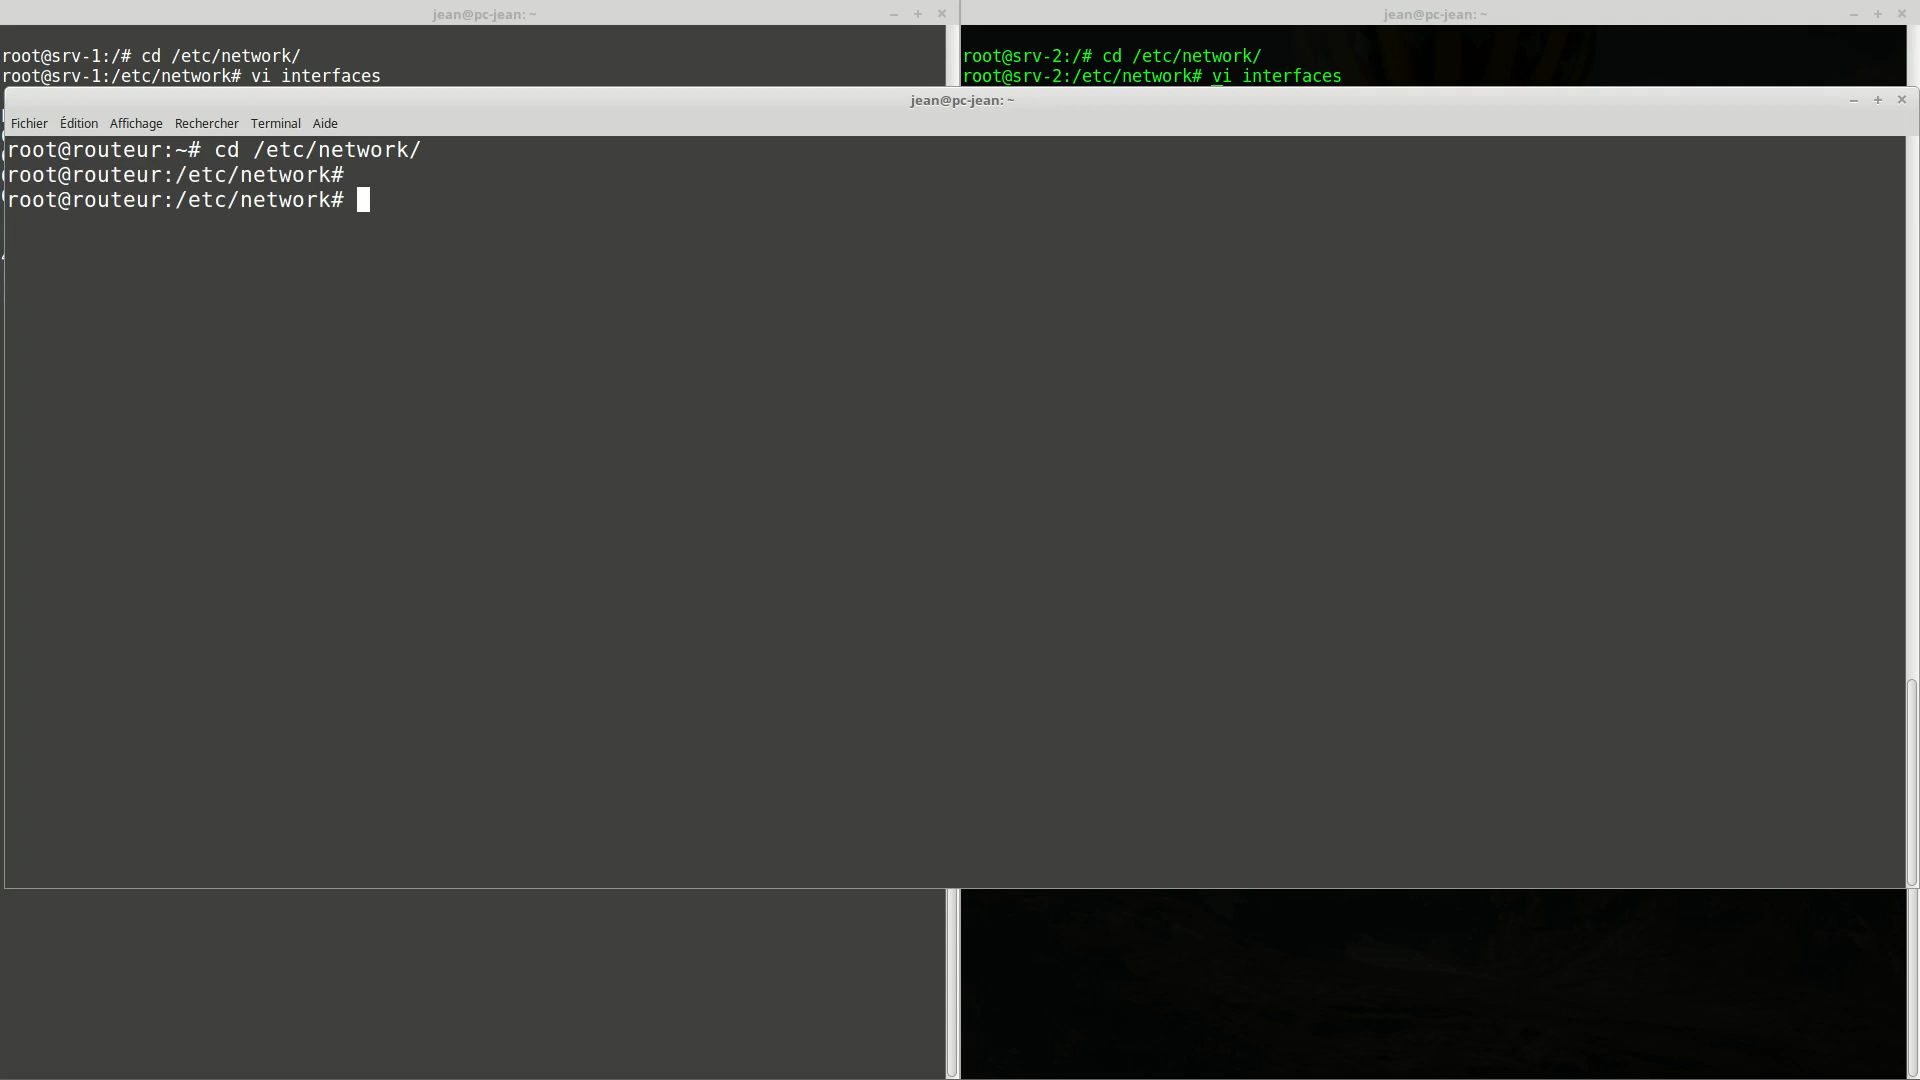 jean@pc-jean: ~
root@srv-1:/# cd /etc/network/
root@srv-1:/etc/network# vi interfaces
jean@pc-jean: ~
root@srv-2:/# cd /etc/network/
root@srv-2:/etc/network# vi interfaces
jean@pc-jean: ~
Fichier Édition Affichage Rechercher Terminal Aide
root@routeur:~# cd /etc/network/
root@routeur:/etc/network#
root@routeur:/etc/network#